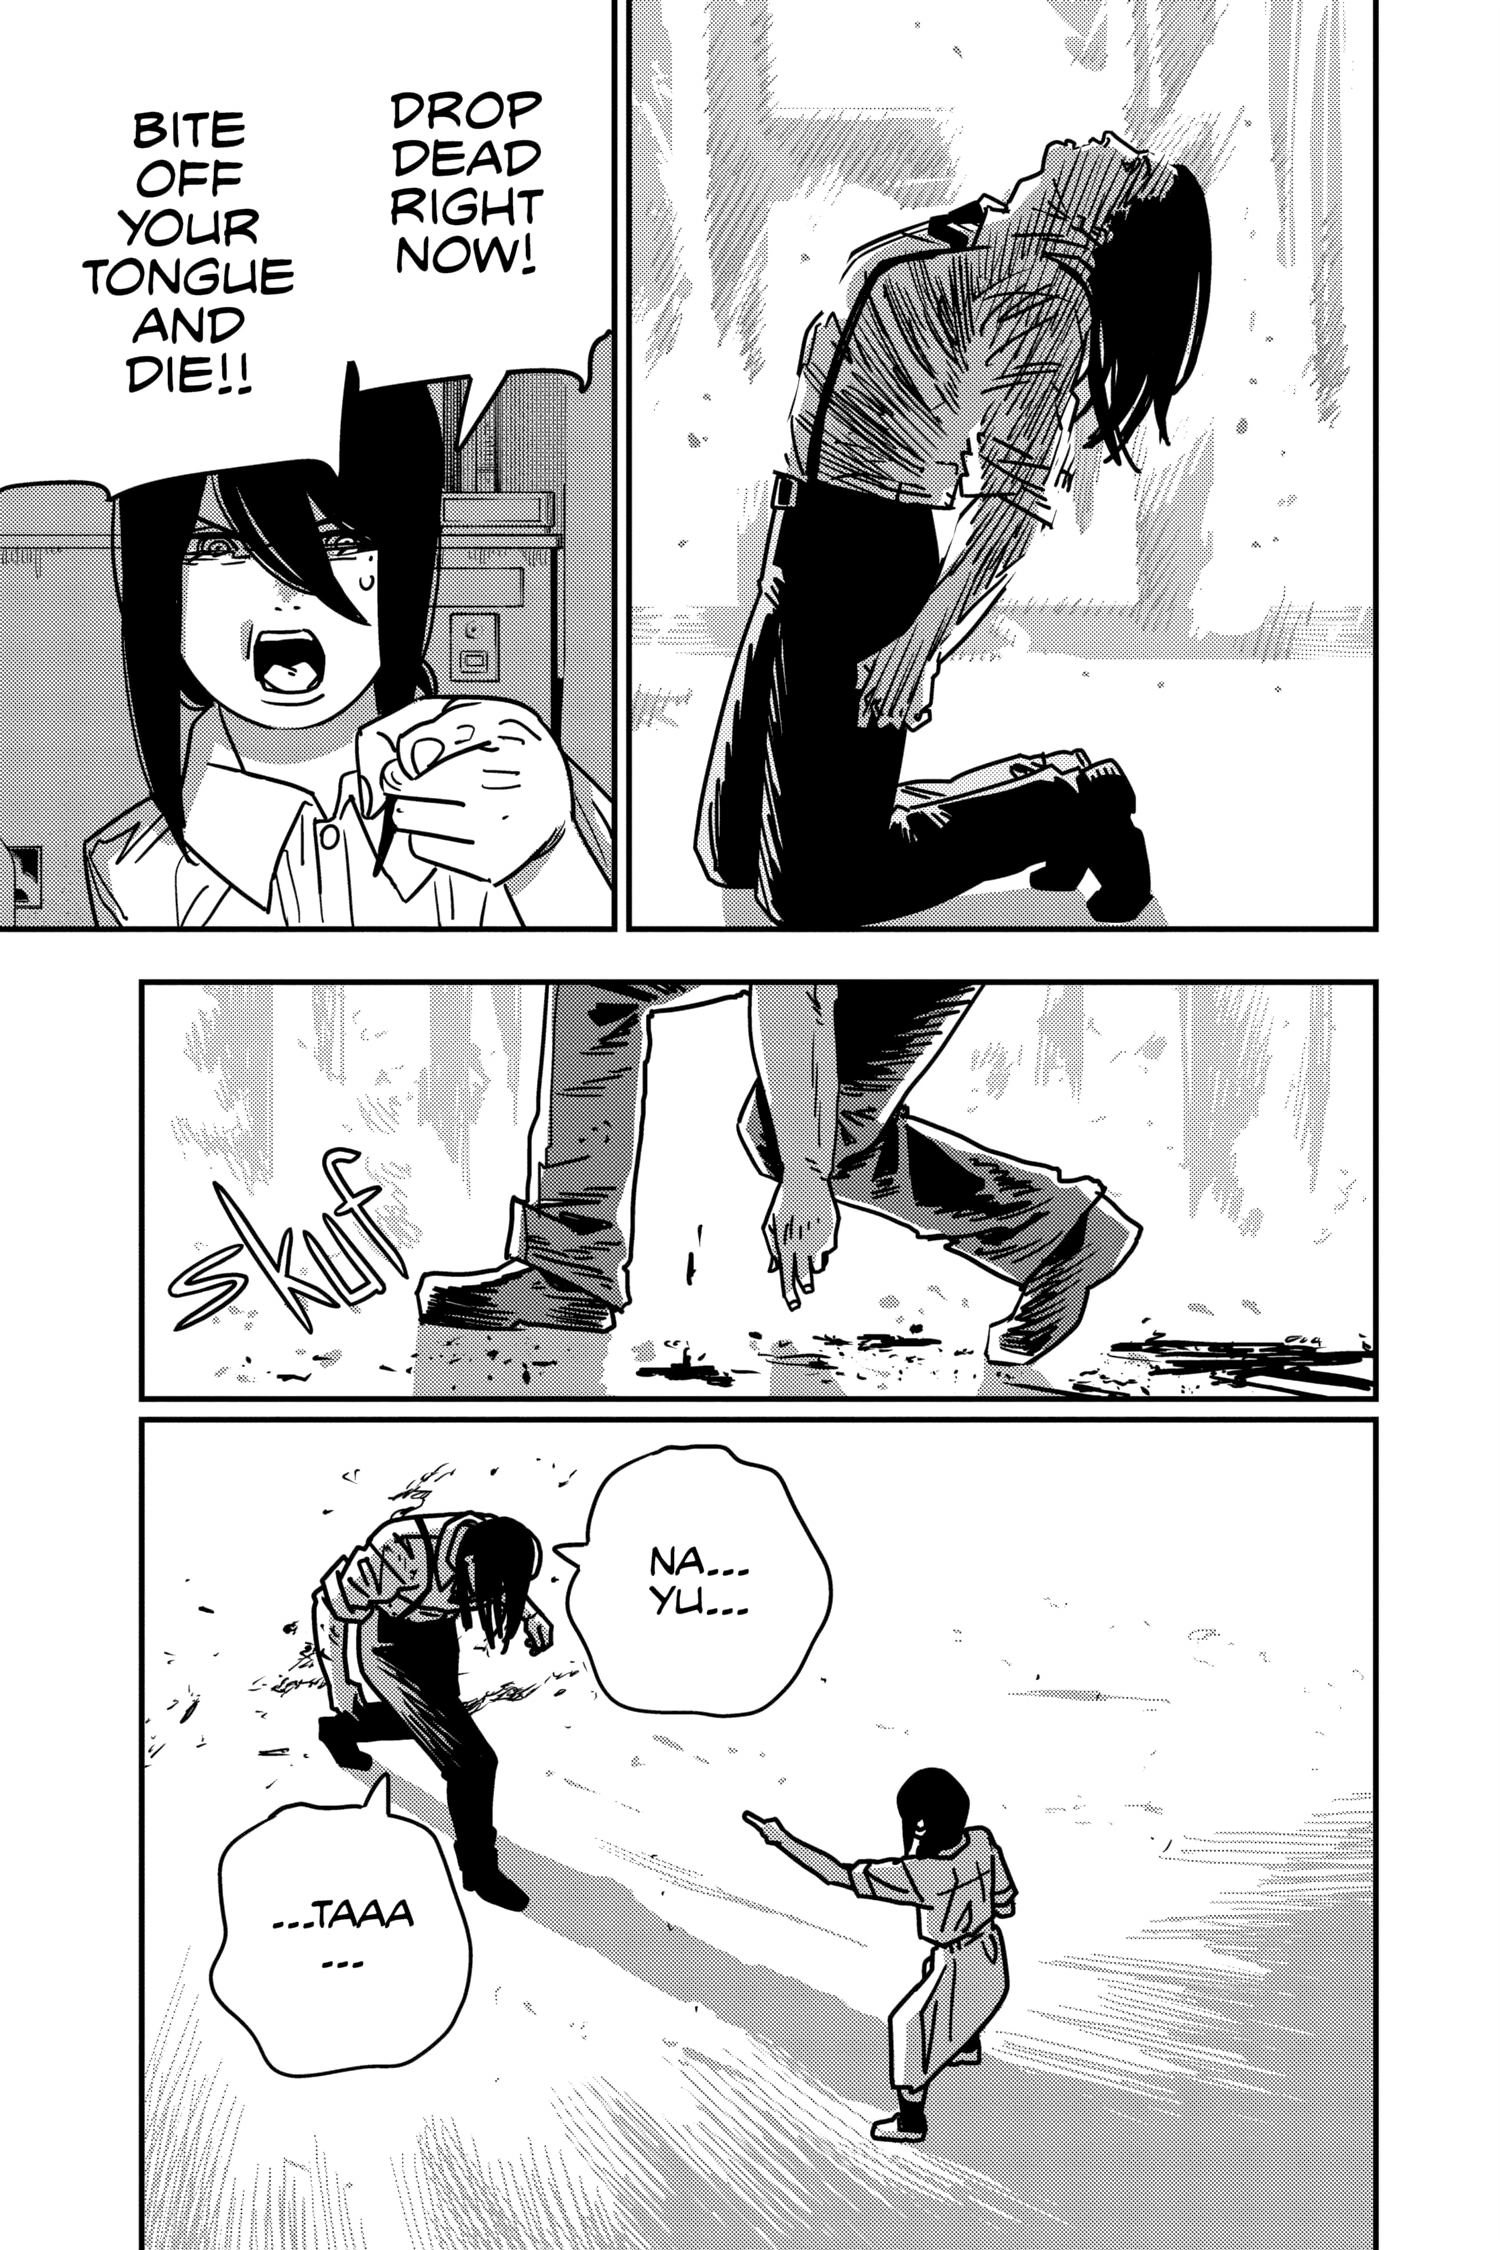 DROP
DEAD
RIGHT
NOW!
BITE
OFF
YOUR
TONGUE
AND
DIE!!
SKUF
NA...
YU...
...TAAA
...